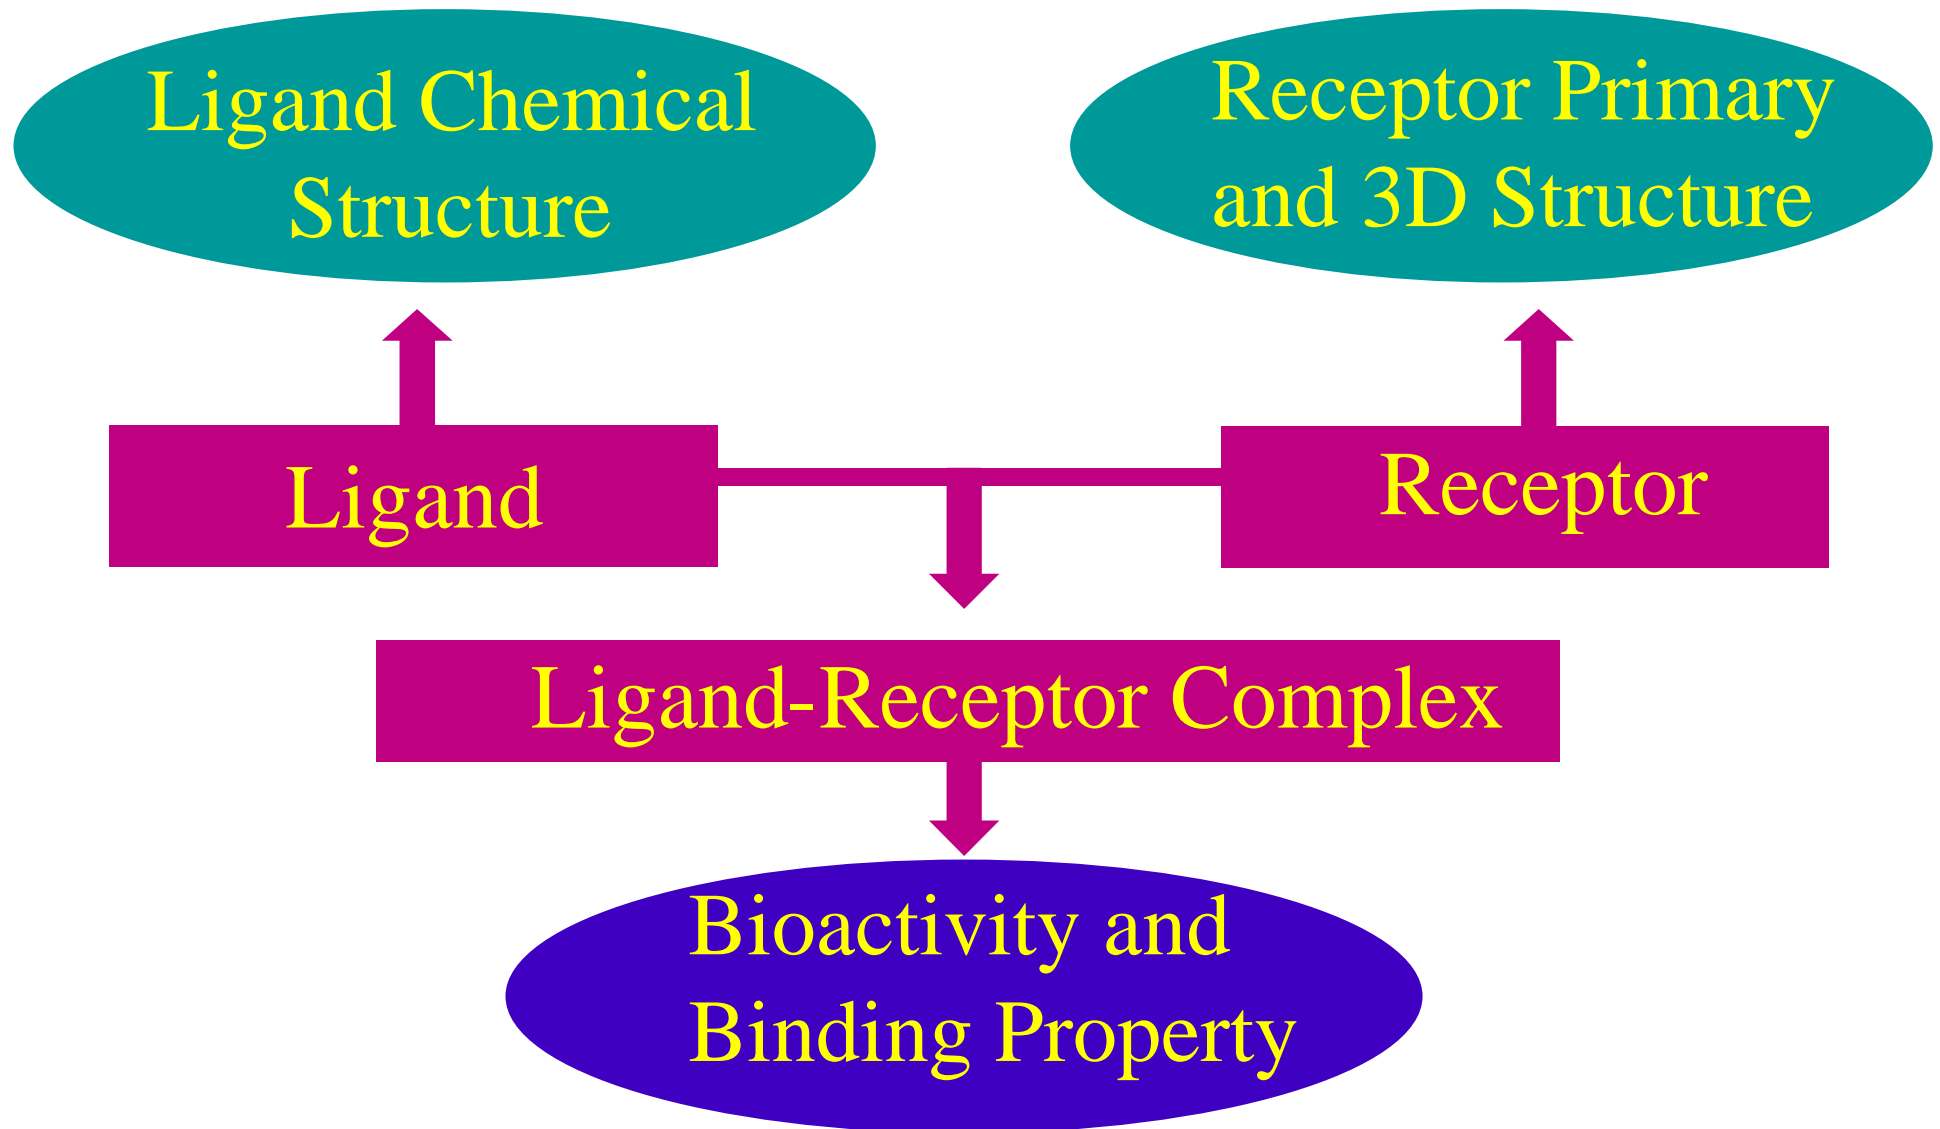 Ligand Chemical
Structure
Receptor Primary
and 3D Structure
Ligand
Receptor
Ligand-Receptor Complex
Bioactivity and
Binding Property